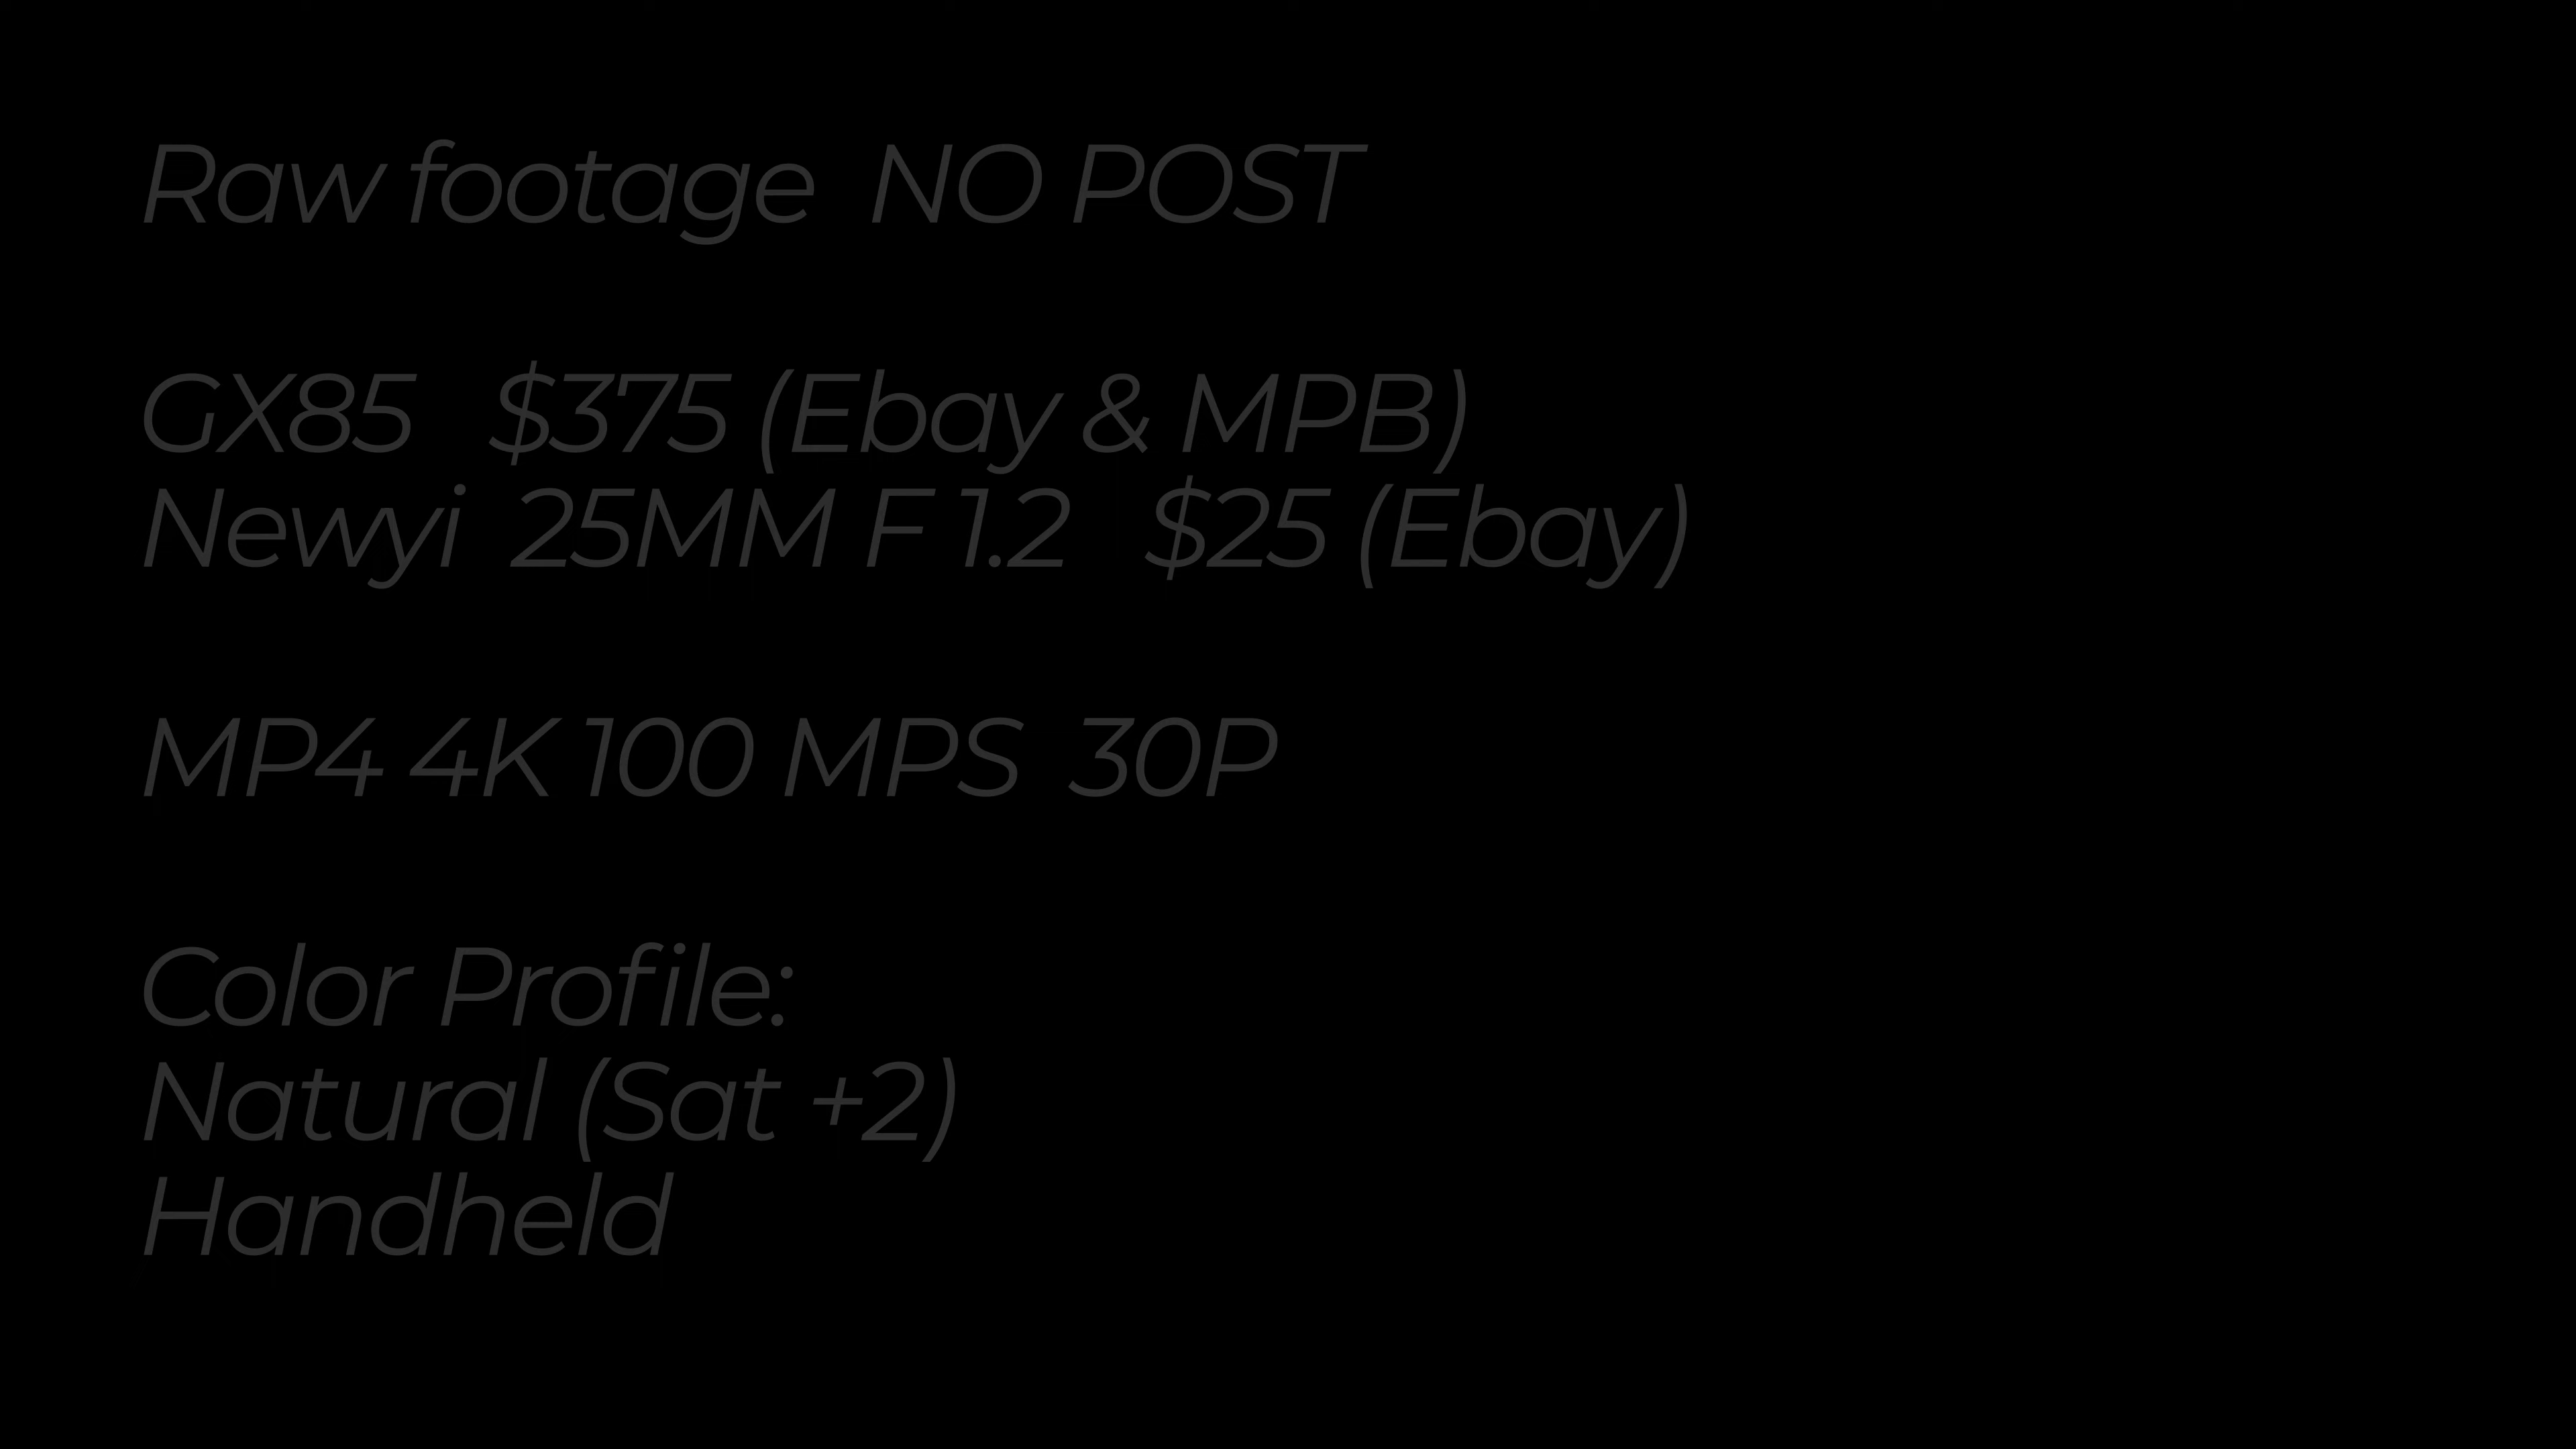 Raw footage  NO POST
GX85   $375 (Ebay & MPB)
Newyi  25MM F 1.2   $25 (Ebay)
MP4 4K 100 MPS  30P
Color Profile:
Natural (Sat +2)
Handheld